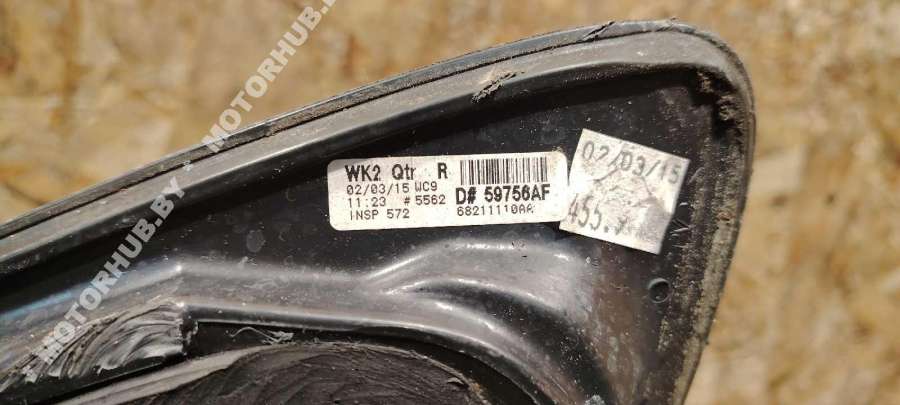 MOTORHUB.BY - MOTORHUB.BY - MOTORHUB
WK2 Qtr R
02/03/15 WC9
11:23 #5562 D# 59756AF
INSP 572 68211110AA
02/03/15